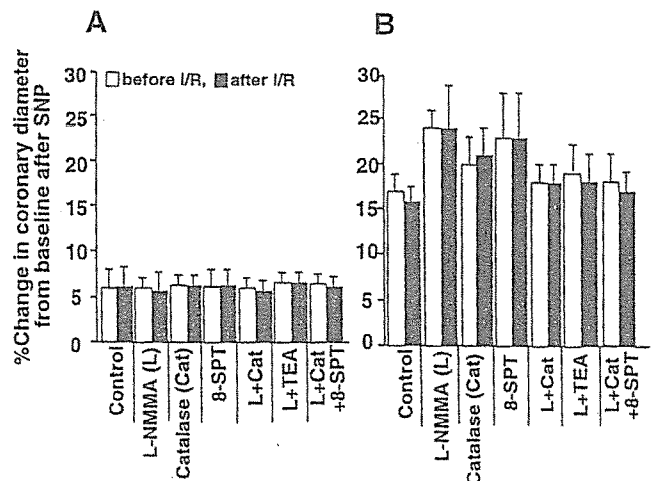 A
B
%Change in coronary diameter
from baseline after SNP
30
25
20
15
10
5
0
before I/R, after I/R
Control
L-NMMA (L)
Catalase (Cat)
8-SPT
L+Cat
L+TEA
L+Cat
+8-SPT
30
25
20
15
10
5
0
Control
L-NMMA (L)
Catalase (Cat)
8-SPT
L+Cat
L+TEA
L+Cat
+8-SPT